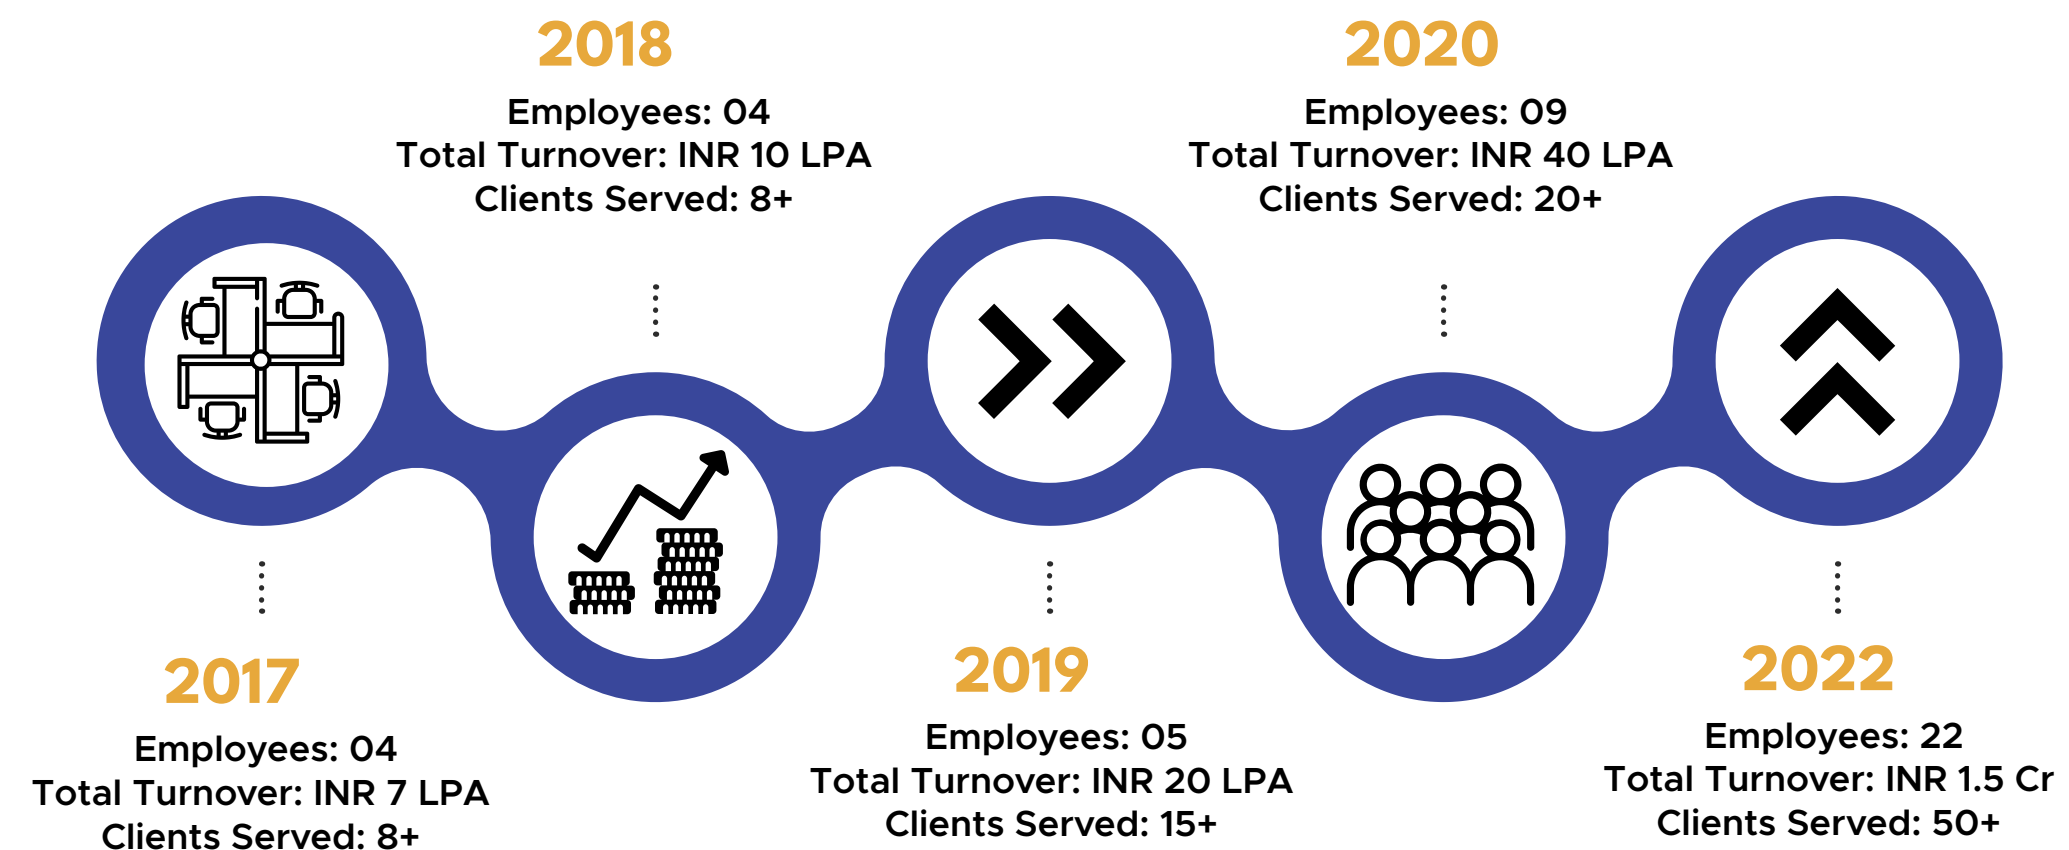 2017
Employees: 04
Total Turnover: INR 7 LPA
Clients Served: 8+
2018
Employees: 04
Total Turnover: INR 10 LPA
Clients Served: 8+
2019
Employees: 05
Total Turnover: INR 20 LPA
Clients Served: 15+
2020
Employees: 09
Total Turnover: INR 40 LPA
Clients Served: 20+
2022
Employees: 22
Total Turnover: INR 1.5 Cr
Clients Served: 50+